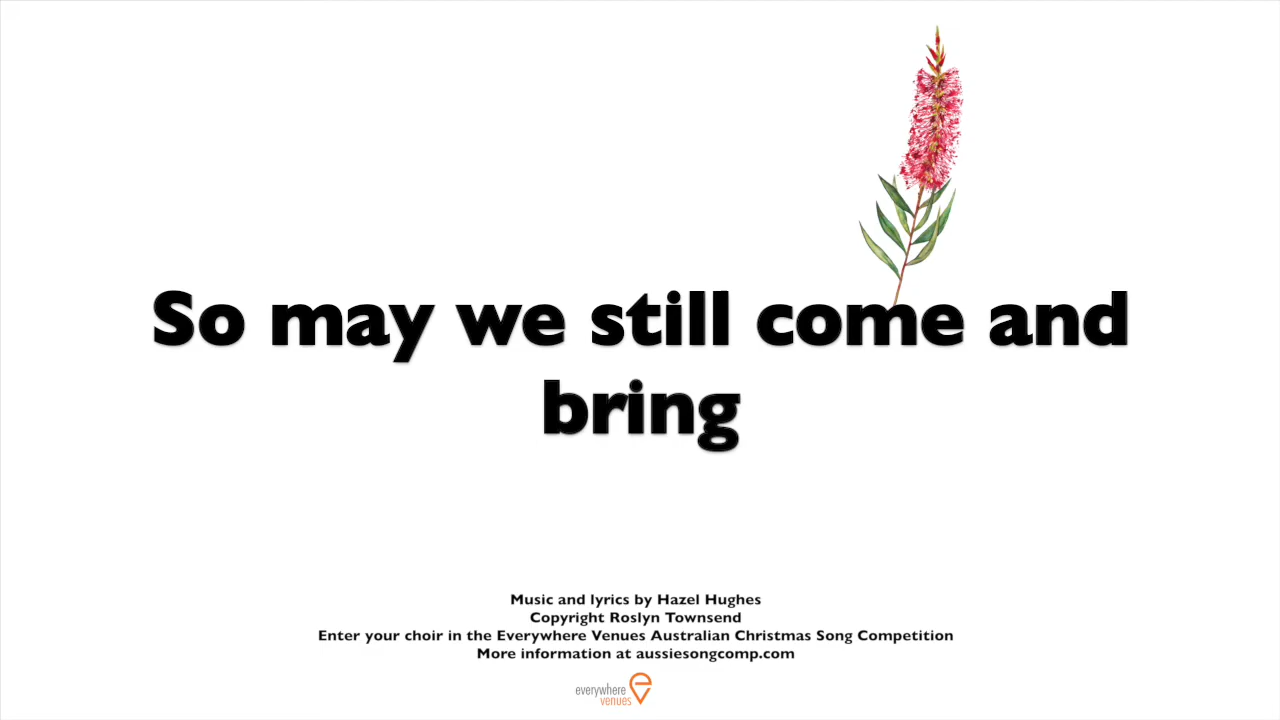 So may we still come and
bring
Music and lyrics by Hazel Hughes
Copyright Roslyn Townsend
Enter your choir in the Everywhere Venues Australian Christmas Song Competition
More information at aussiesongcomp.com
everywhere
venues